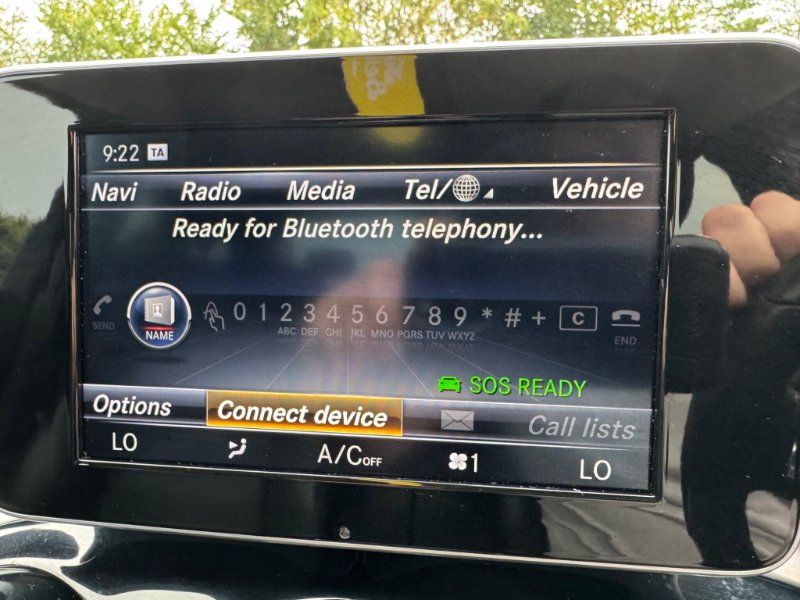 9:22 TA
Navi Radio Media Tel/ Vehicle
Ready for Bluetooth telephony...
SEND NAME 0 1 2 3 4 5 6 7 8 9 * # + C END
ABC DEF GHI JKL MNO PQRS TUV WXYZ
SOS READY
Options Connect device Call lists
LO A/C OFF 1 LO